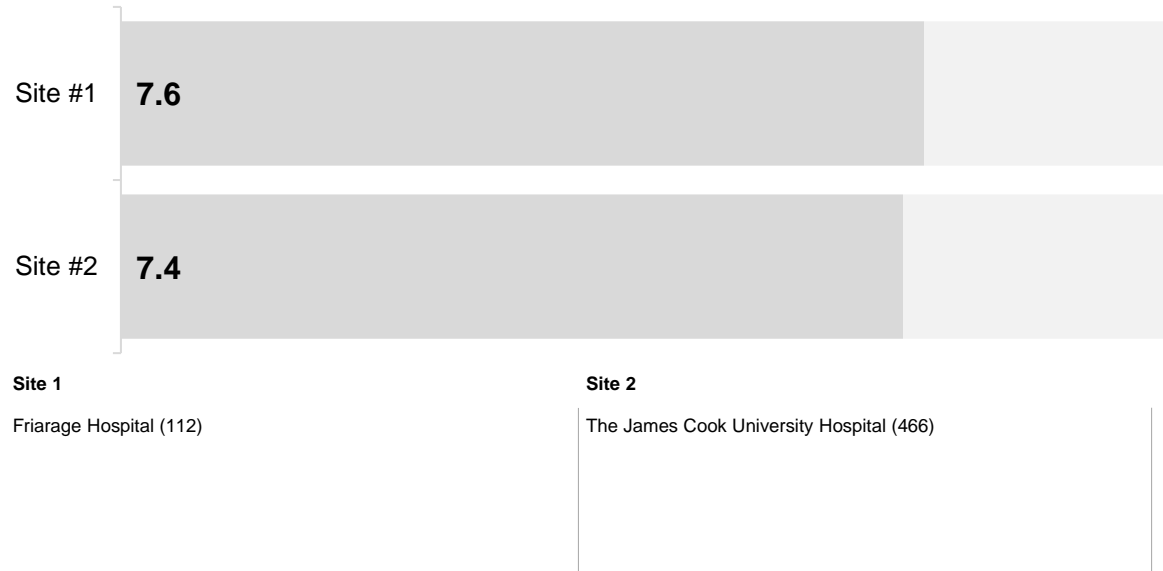 Site #1 7.6
Site #2 7.4
Site 1
Friarage Hospital (112)
Site 2
The James Cook University Hospital (466)